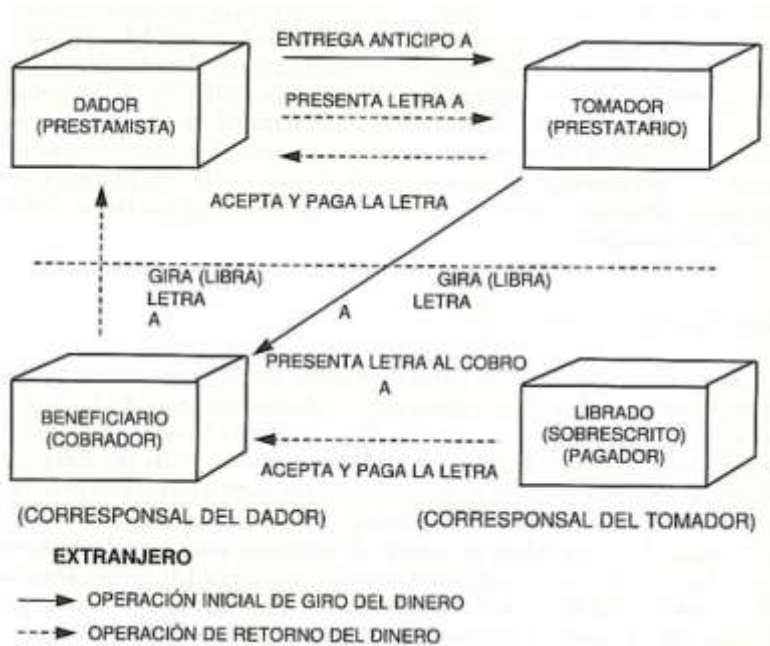 ENTREGA ANTICIPO A
DADOR
(PRESTAMISTA)
PRESENTA LETRA A
TOMADOR
(PRESTATARIO)
ACEPTA Y PAGA LA LETRA
GIRA (LIBRA)
LETRA
A
GIRA (LIBRA)
LETRA
A
PRESENTA LETRA AL COBRO
A
BENEFICIARIO
(COBRADOR)
LIBRADO
(SOBRESCRITO)
(PAGADOR)
ACEPTA Y PAGA LA LETRA
(CORRESPONSAL DEL DADOR)
(CORRESPONSAL DEL TOMADOR)
EXTRANJERO
OPERACIÓN INICIAL DE GIRO DEL DINERO
OPERACIÓN DE RETORNO DEL DINERO